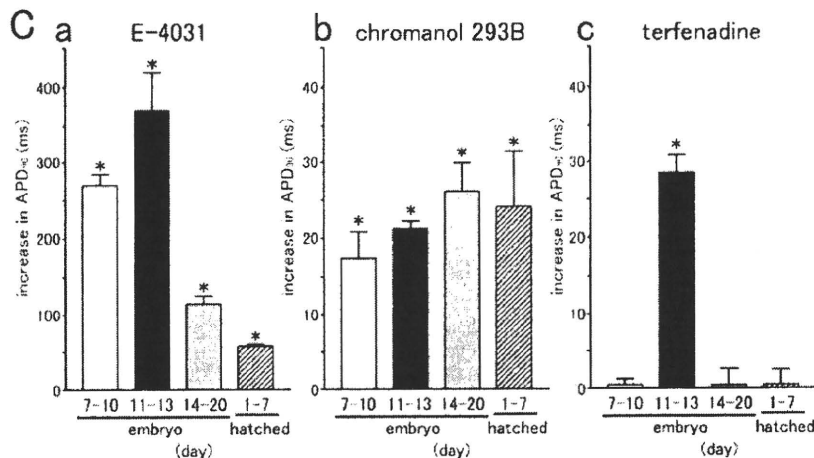 C a E-4031
increase in APD (ms)
400
300
100
0
*
*
*
*
7-10 11-13 14-20 1-7
embryo hatched
(day)
b chromanol 293B
increase in APD (ms)
40
30
20
10
0
*
*
*
*
7-10 11-13 14-20 1-7
embryo hatched
(day)
c terfenadine
increase in APD (ms)
40
30
20
10
0
*
7-10 11-13 14-20 1-7
embryo hatched
(day)